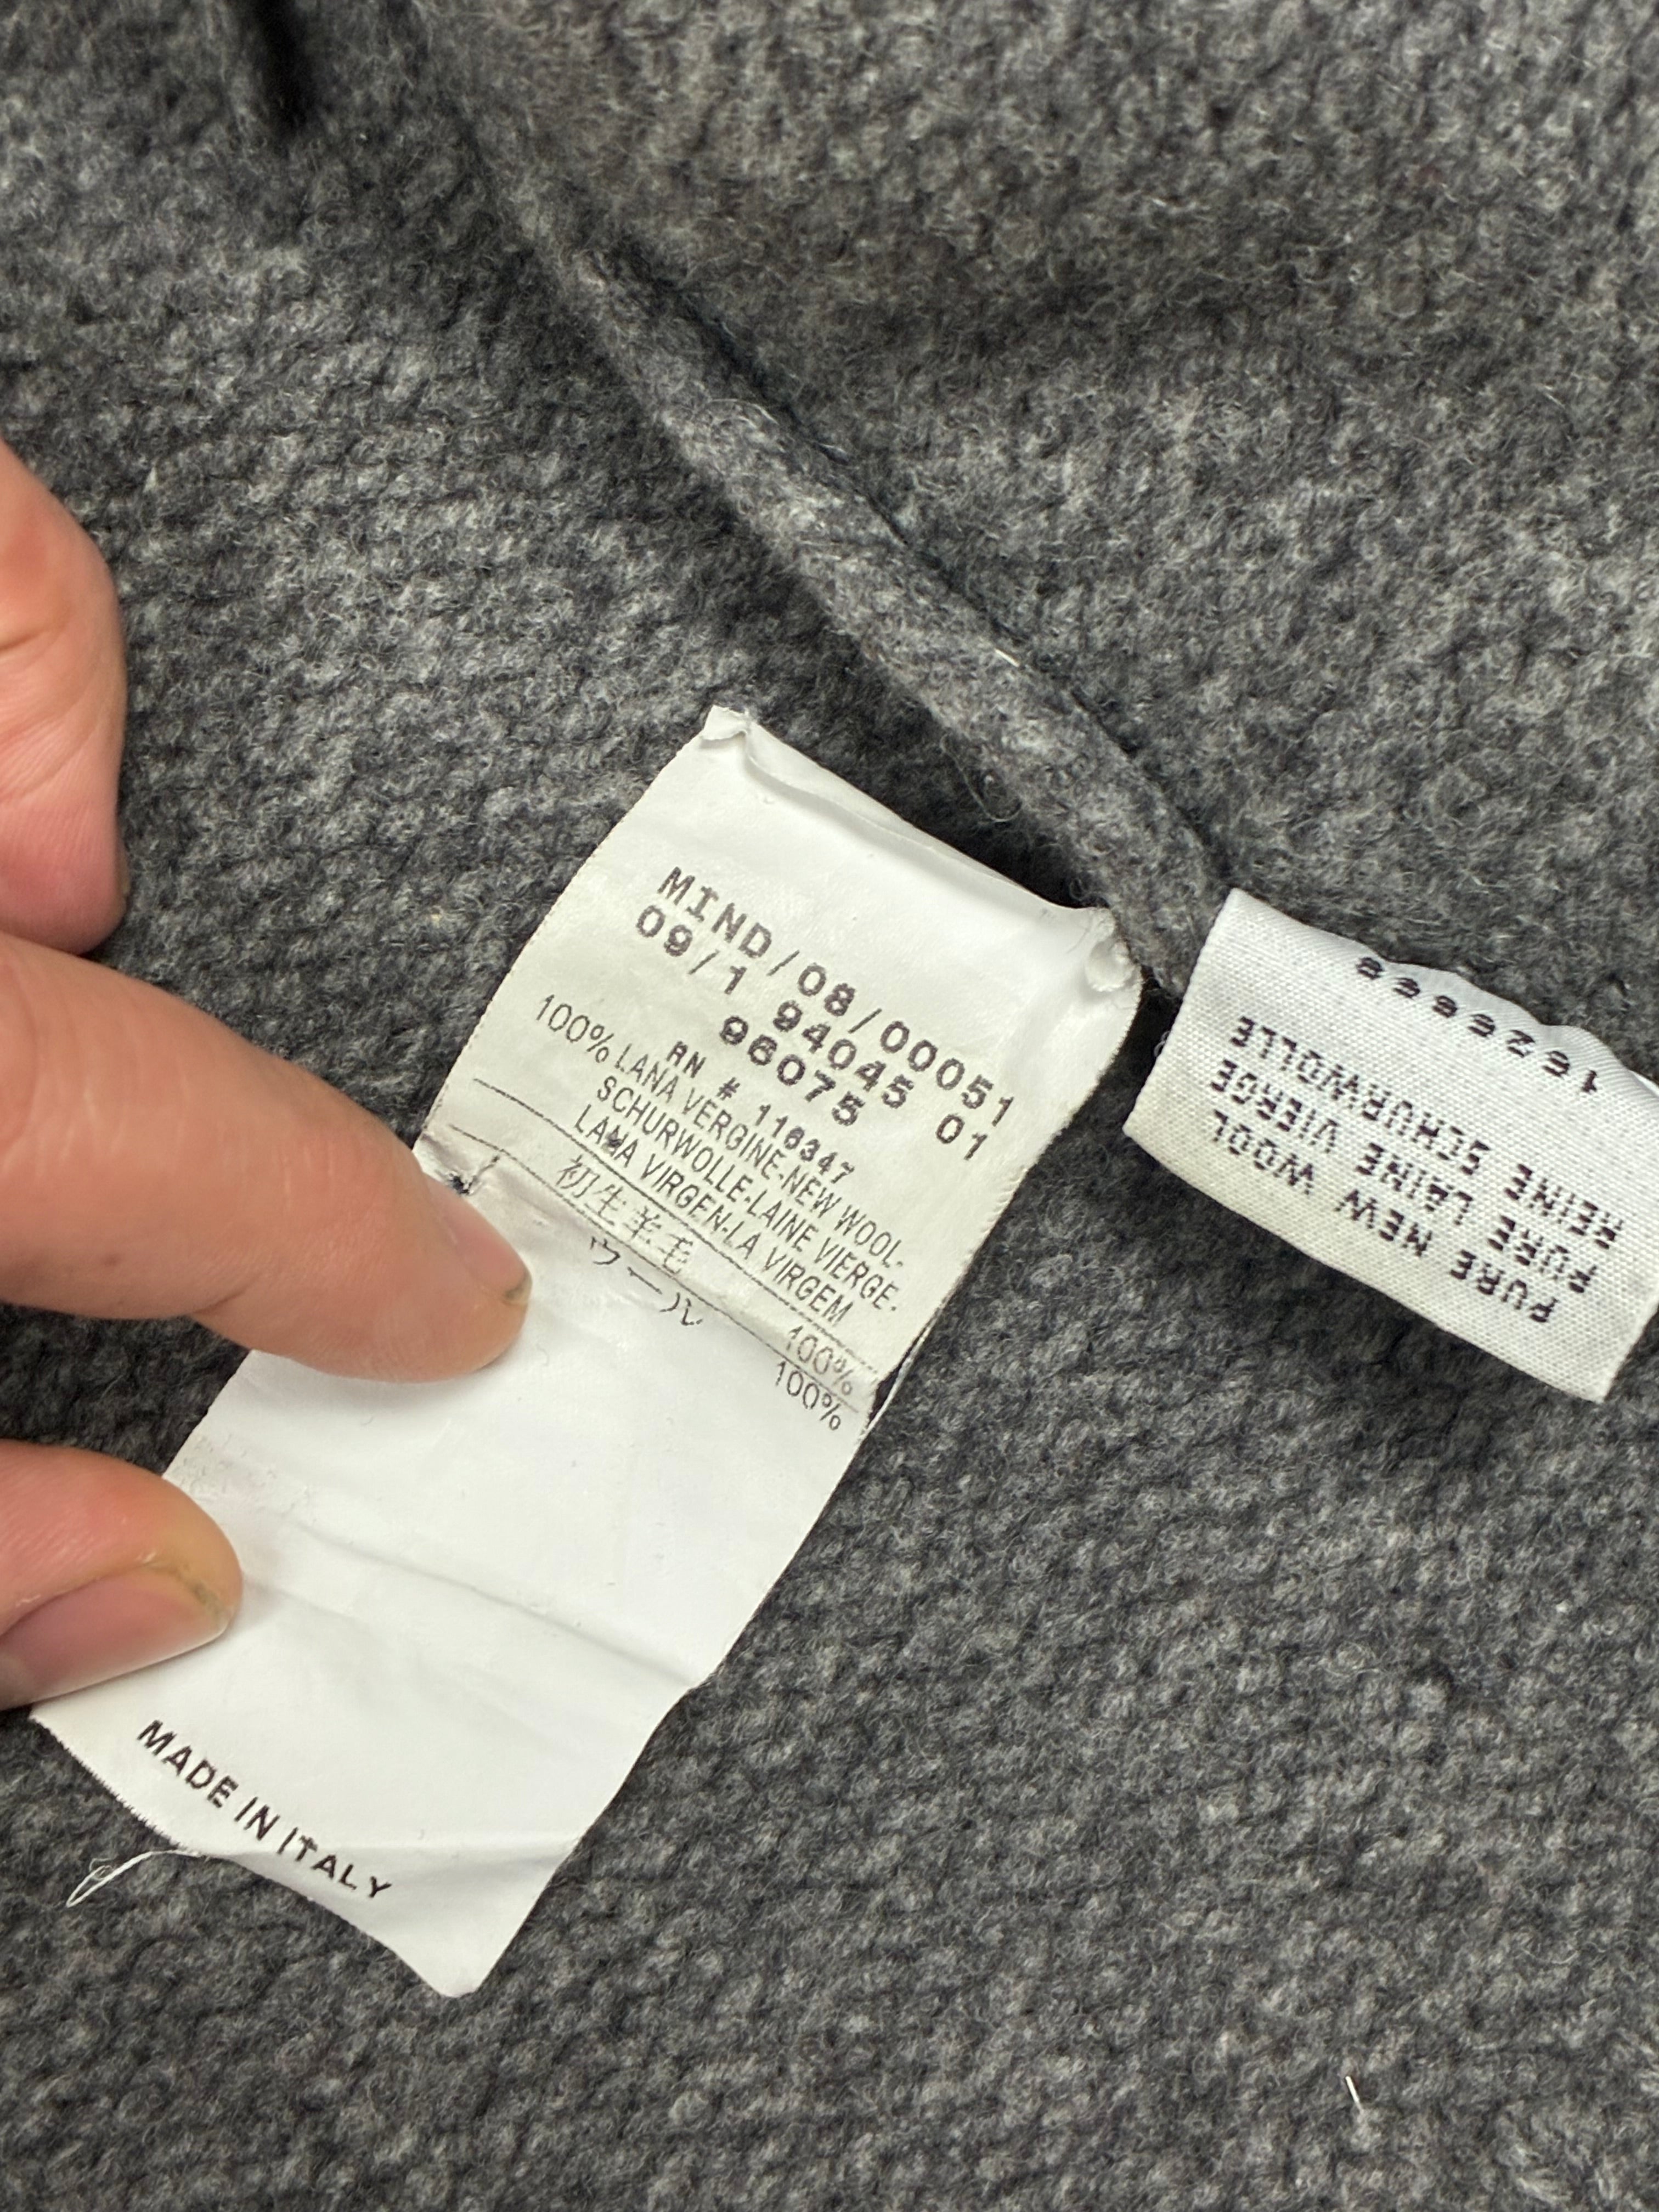 MIND/08/00051
09/1 94045 01
96075
RN # 116347
100% LANA VERGINE-NEW WOOL-
SCHURWOLLE-LAINE VIERGE-
LANA VIRGEN-LA VIRGEM
初生羊毛 100%
ウール 100%
MADE IN ITALY
PURE NEW WOOL
PURE LAINE VIERGE
REINE SCHURWOLLE